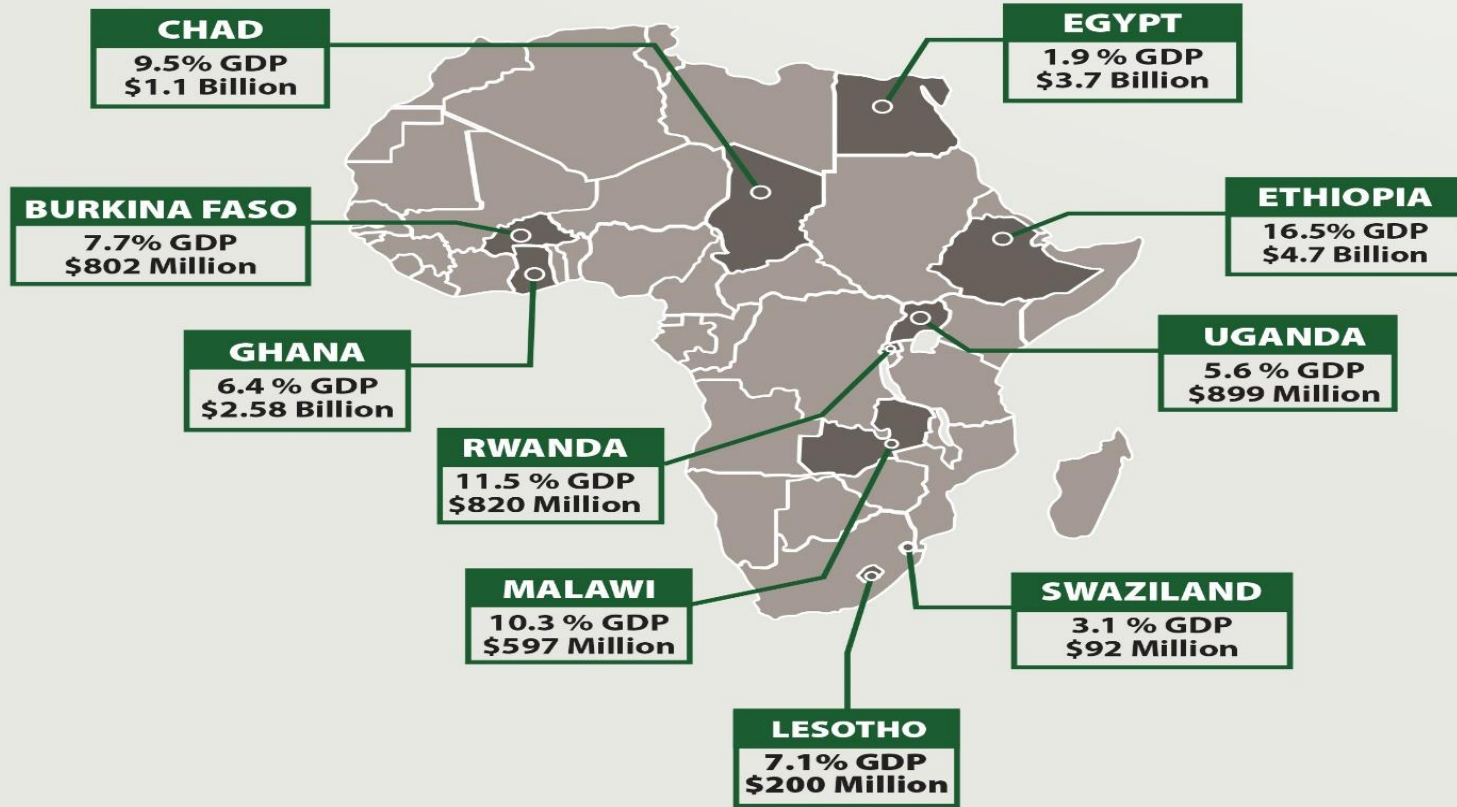 CHAD
9.5% GDP
$1.1 Billion
EGYPT
1.9 % GDP
$3.7 Billion
BURKINA FASO
7.7% GDP
$802 Million
ETHIOPIA
16.5% GDP
$4.7 Billion
GHANA
6.4 % GDP
$2.58 Billion
UGANDA
5.6 % GDP
$899 Million
RWANDA
11.5 % GDP
$820 Million
MALAWI
10.3 % GDP
$597 Million
SWAZILAND
3.1 % GDP
$92 Million
LESOTHO
7.1% GDP
$200 Million